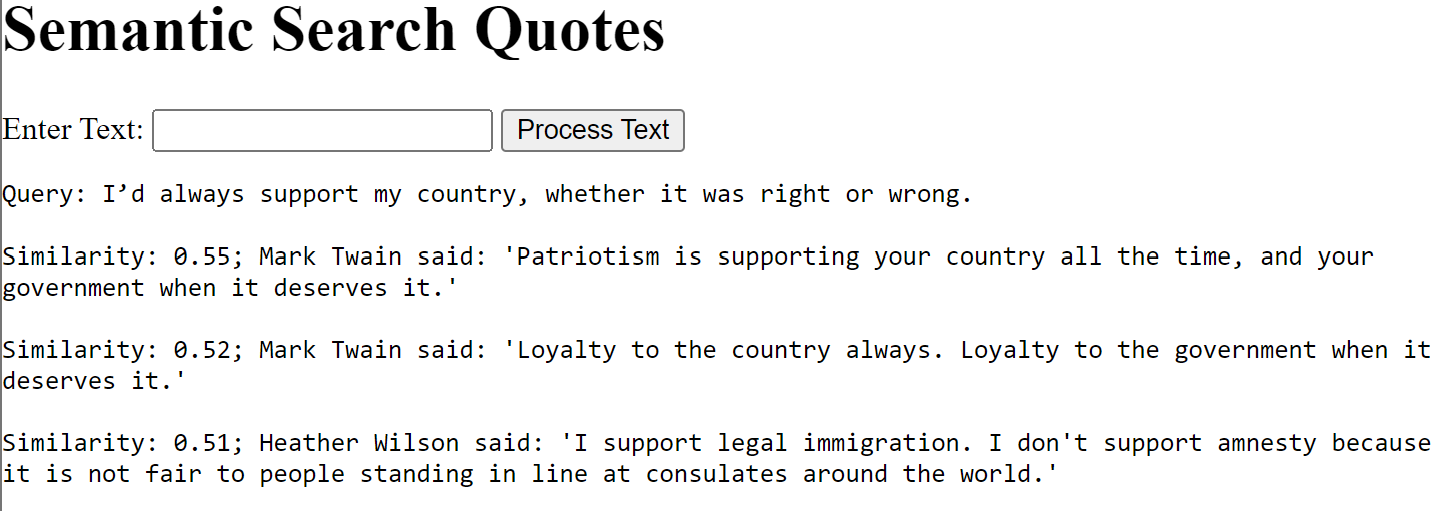 Semantic Search Quotes
Enter Text: Process Text
Query: I’d always support my country, whether it was right or wrong.
Similarity: 0.55; Mark Twain said: 'Patriotism is supporting your country all the time, and your
government when it deserves it.'
Similarity: 0.52; Mark Twain said: 'Loyalty to the country always. Loyalty to the government when it
deserves it.'
Similarity: 0.51; Heather Wilson said: 'I support legal immigration. I don't support amnesty because
it is not fair to people standing in line at consulates around the world.'